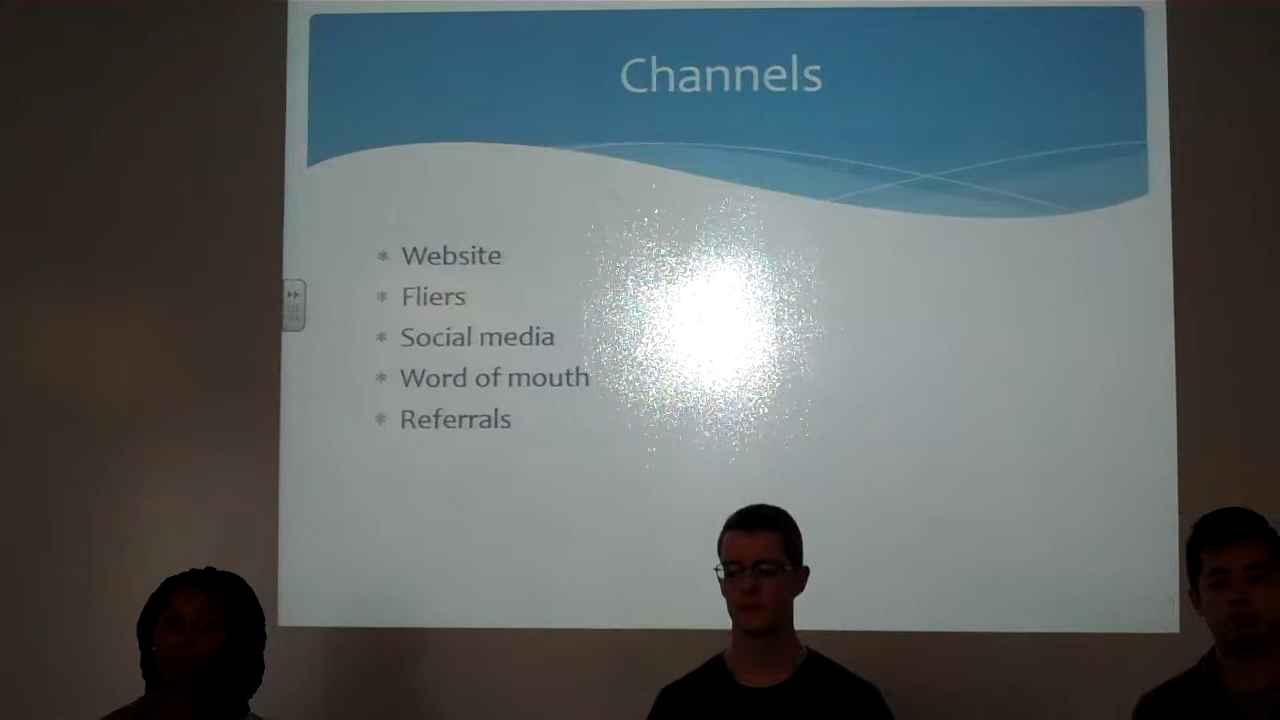 Channels
* Website
* Fliers
* Social media
* Word of mouth
* Referrals